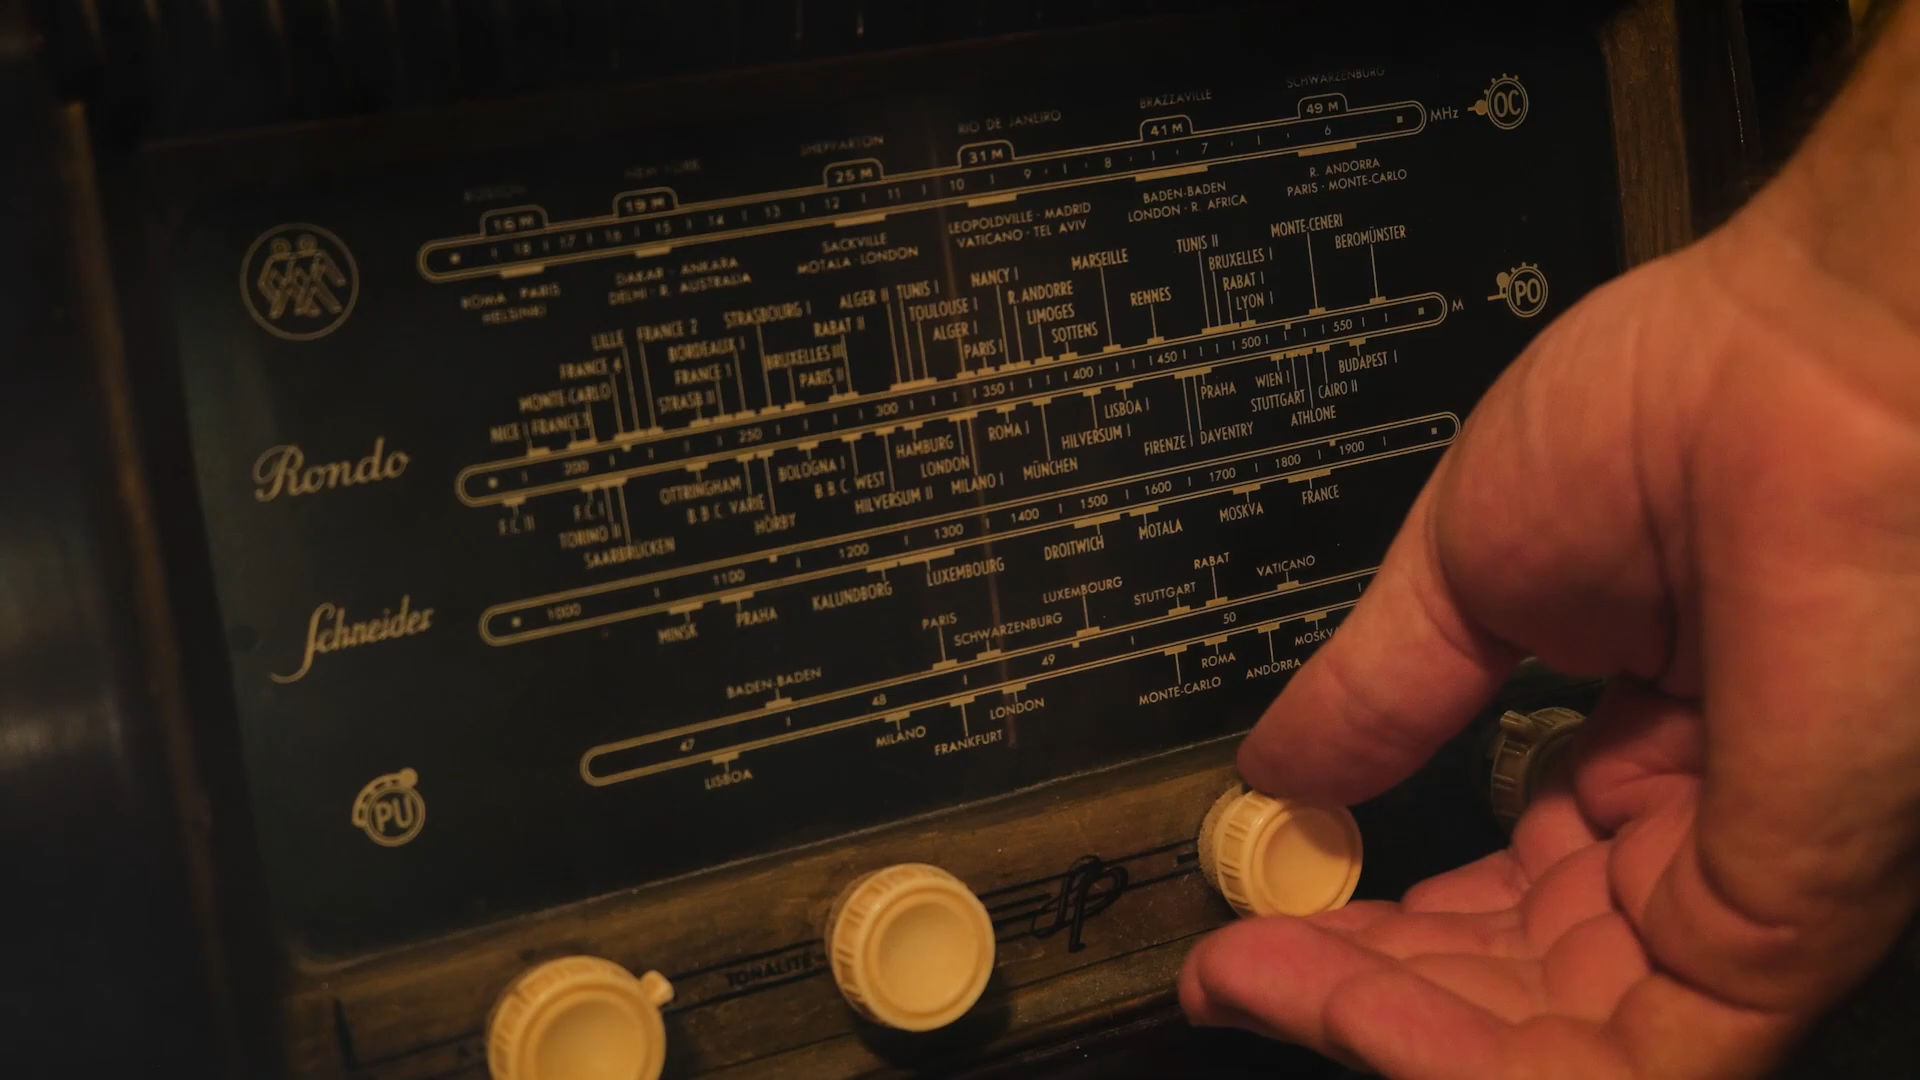 SCHWARZENBURG
BRAZZAVILLE
RIO DE JANEIRO
SHEPPARTON
NEW YORK
BOSTON
16 M 19 M 25 M 31 M 41 M 49 M
18 17 16 15 14 13 12 11 10 9 8 7 6 MHz OC
ROMA · PARIS
HELSINKI
DAKAR · ANKARA
DELHI · R. AUSTRALIA
SACKVILLE
MOTALA · LONDON
LEOPOLDVILLE · MADRID
VATICANO · TEL AVIV
BADEN-BADEN
LONDON · R. AFRICA
R. ANDORRA
PARIS · MONTE-CARLO
NICE I
FRANCE 3
MONTE-CARLO
FRANCE 4
LILLE
FRANCE 2
STRASB II
FRANCE 1
BORDEAUX I
STRASBOURG I
BRUXELLES III
PARIS II
RABAT II
ALGER II
TUNIS I
TOULOUSE I
ALGER I
PARIS I
NANCY I
R. ANDORRE
LIMOGES
SOTTENS
MARSEILLE
RENNES
TUNIS II
BRUXELLES I
RABAT I
LYON I
MONTE-CENERI
BEROMÜNSTER
200 250 300 350 400 450 500 550 M PO
F.C. II
F.C. I
TORINO II
SAARBRÜCKEN
OTTRINGHAM
B B C VARIE
HÖRBY
BOLOGNA I
B B C WEST
HILVERSUM II
HAMBURG
LONDON
MILANO I
ROMA I
MÜNCHEN
HILVERSUM I
LISBOA I
FIRENZE
DAVENTRY
PRAHA
WIEN I
STUTTGART
ATHLONE
CAIRO II
BUDAPEST I
Rondo
1000 1100 1200 1300 1400 1500 1600 1700 1800 1900
MINSK
PRAHA
KALUNDBORG
LUXEMBOURG
DROITWICH
MOTALA
MOSKVA
FRANCE
Schneider
BADEN-BADEN
PARIS
SCHWARZENBURG
LUXEMBOURG
STUTTGART
RABAT
VATICANO
47 48 49 50
LISBOA
MILANO
FRANKFURT
LONDON
MONTE-CARLO
ROMA
ANDORRA
PU
TONALITÉ